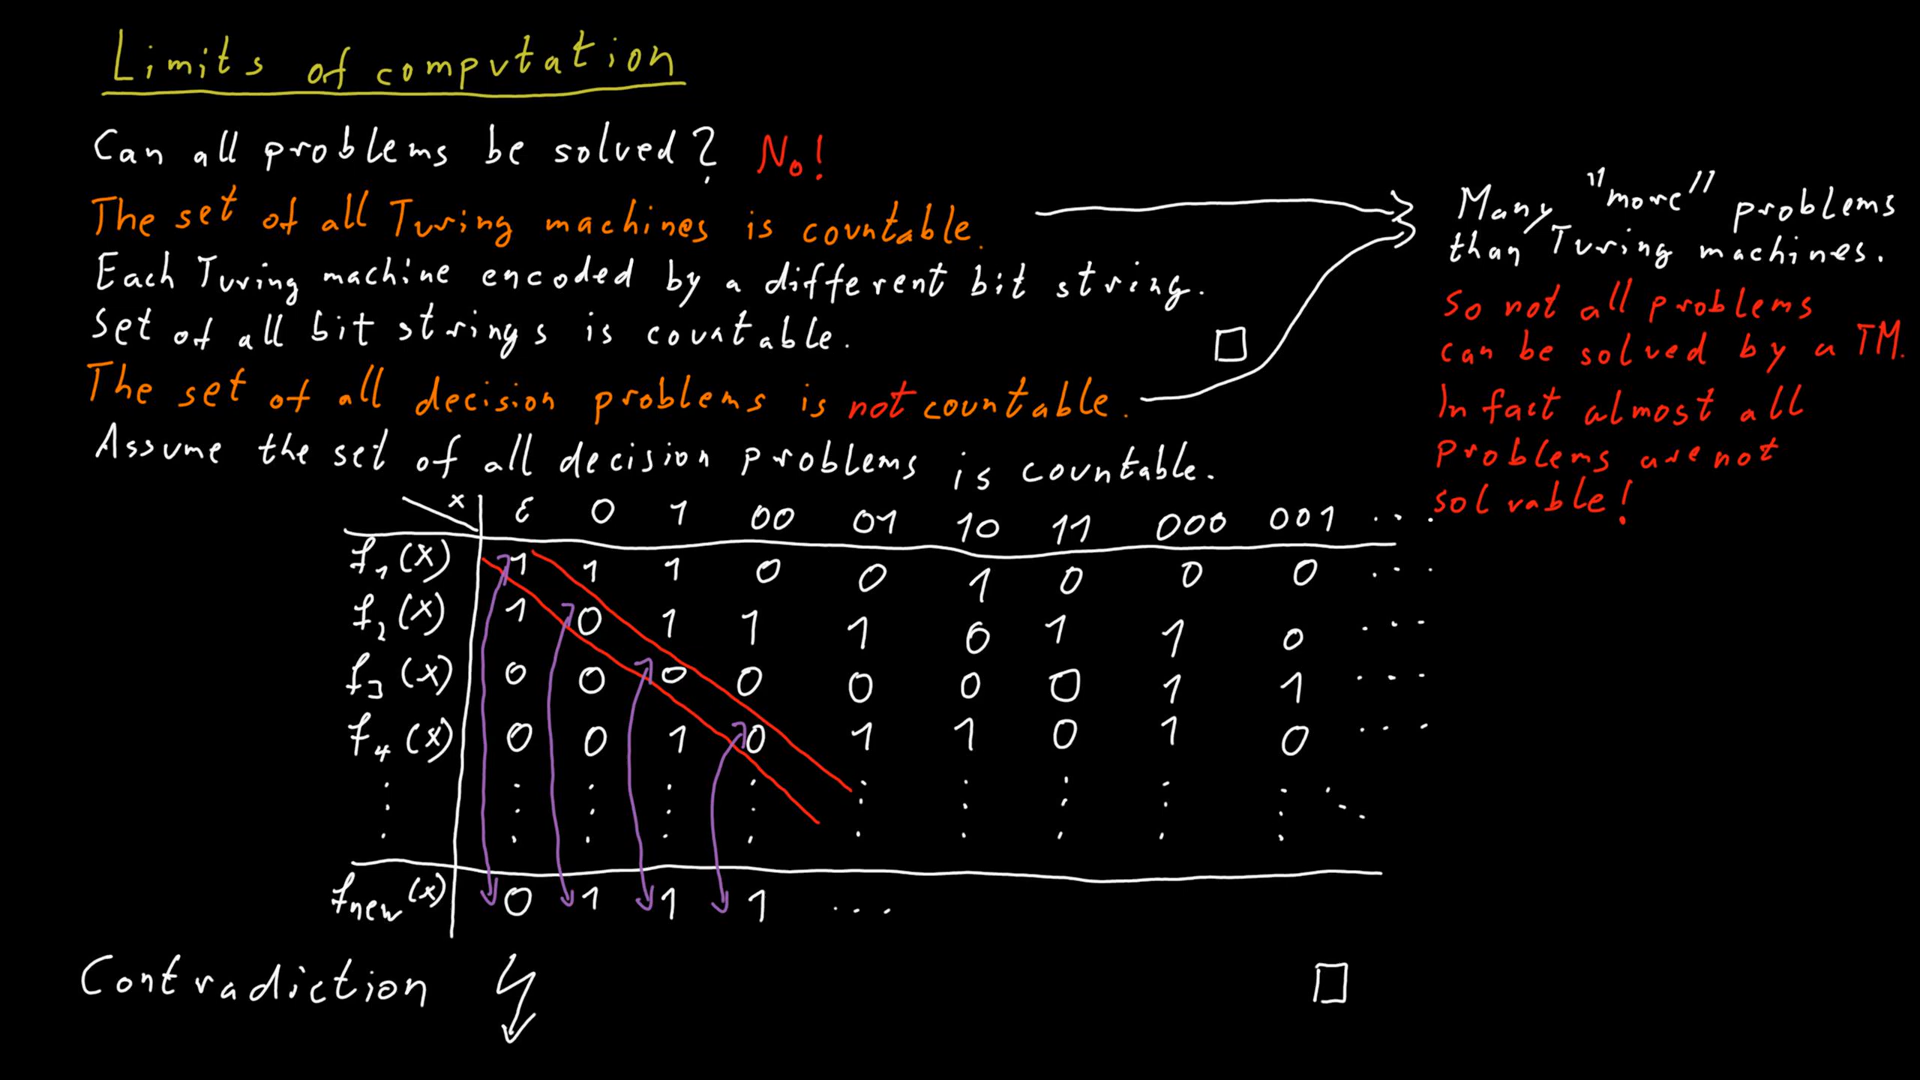 Limits of computation
Can all problems be solved? No!
The set of all Turing machines is countable.
Each Turing machine encoded by a different bit string.
Set of all bit strings is countable. □
The set of all decision problems is not countable.
Assume the set of all decision problems is countable.
x ε 0 1 00 01 10 11 000 001 ...
f₁(x) 1 1 1 0 0 1 0 0 0 ...
f₂(x) 1 0 1 1 1 0 1 1 0 ...
f₃(x) 0 0 0 0 0 0 0 1 1 ...
f₄(x) 0 0 1 0 1 1 0 1 0 ...
fnew(x) 0 1 1 1 ...
Contradiction □
Many "more" problems
than Turing machines.
So not all problems
can be solved by a TM.
In fact almost all
problems are not
solvable!